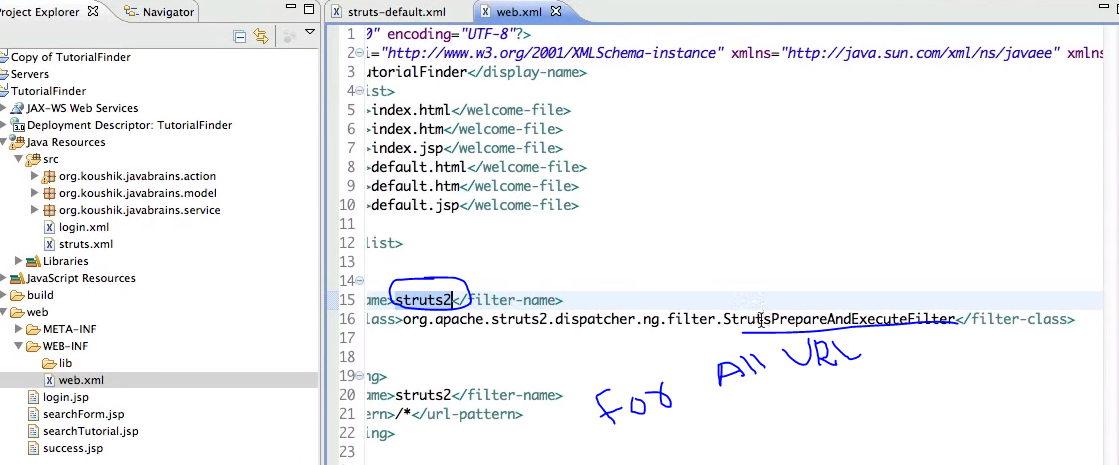 Project Explorer
Navigator
Copy of TutorialFinder
Servers
TutorialFinder
JAX-WS Web Services
3.0 Deployment Descriptor: TutorialFinder
Java Resources
src
org.koushik.javabrains.action
org.koushik.javabrains.model
org.koushik.javabrains.service
login.xml
struts.xml
Libraries
JavaScript Resources
build
web
META-INF
WEB-INF
lib
web.xml
login.jsp
searchForm.jsp
searchTutorial.jsp
success.jsp
struts-default.xml
web.xml
1 0" encoding="UTF-8"?>
2 i="http://www.w3.org/2001/XMLSchema-instance" xmlns="http://java.sun.com/xml/ns/javaee" xmlns
3 utorialFinder</display-name>
4 ist>
5 >index.html</welcome-file>
6 >index.htm</welcome-file>
7 >index.jsp</welcome-file>
8 >default.html</welcome-file>
9 >default.htm</welcome-file>
10 >default.jsp</welcome-file>
11
12 list>
13
14
15 ame>struts2</filter-name>
16 lass>org.apache.struts2.dispatcher.ng.filter.StrutsPrepareAndExecuteFilter</filter-class>
17
18
19 ng>
20 ame>struts2</filter-name>
21 ern>/*</url-pattern>
22 ing>
23
For All URL